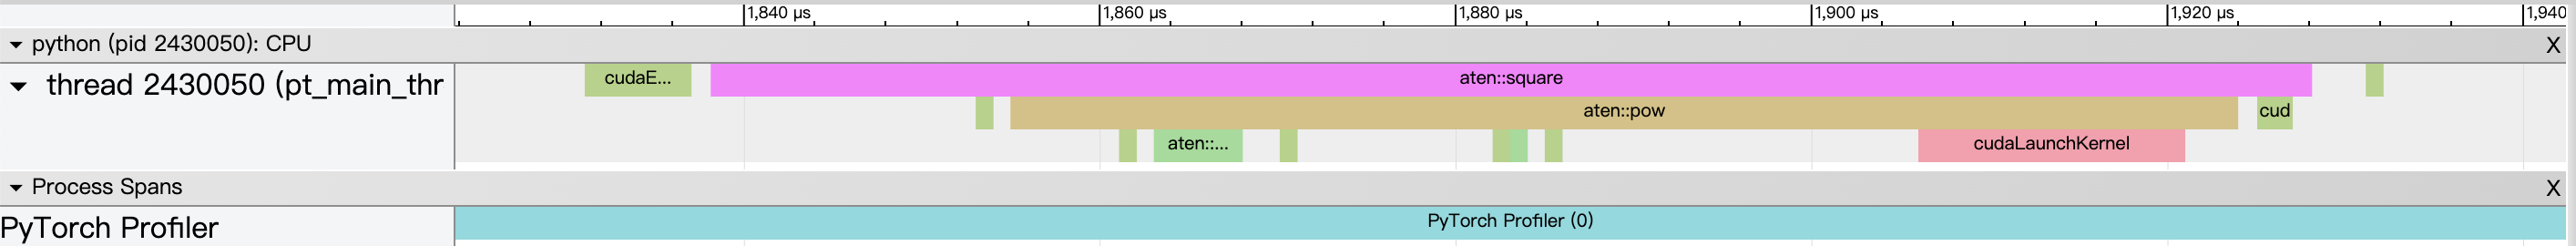 1,840 µs 1,860 µs 1,880 µs 1,900 µs 1,920 µs 1,940
python (pid 2430050): CPU X
thread 2430050 (pt_main_thr
cudaE... aten::square
aten::pow cud
aten::... cudaLaunchKernel
Process Spans X
PyTorch Profiler PyTorch Profiler (0)